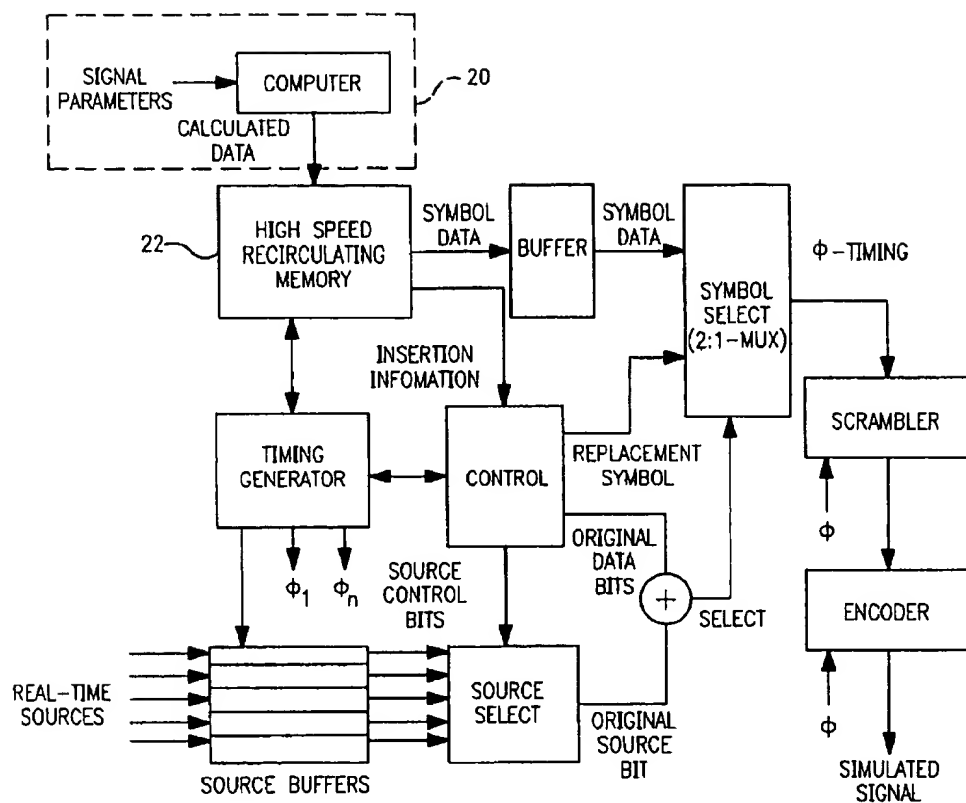 SIGNAL
PARAMETERS
COMPUTER
20
CALCULATED
DATA
22
HIGH SPEED
RECIRCULATING
MEMORY
SYMBOL
DATA
BUFFER
SYMBOL
DATA
SYMBOL
SELECT
(2:1-MUX)
Φ-TIMING
INSERTION
INFOMATION
TIMING
GENERATOR
CONTROL
REPLACEMENT
SYMBOL
SCRAMBLER
Φ
Φ1
Φn
SOURCE
CONTROL
BITS
ORIGINAL
DATA
BITS
+
SELECT
ENCODER
Φ
REAL-TIME
SOURCES
SOURCE BUFFERS
SOURCE
SELECT
ORIGINAL
SOURCE
BIT
SIMULATED
SIGNAL